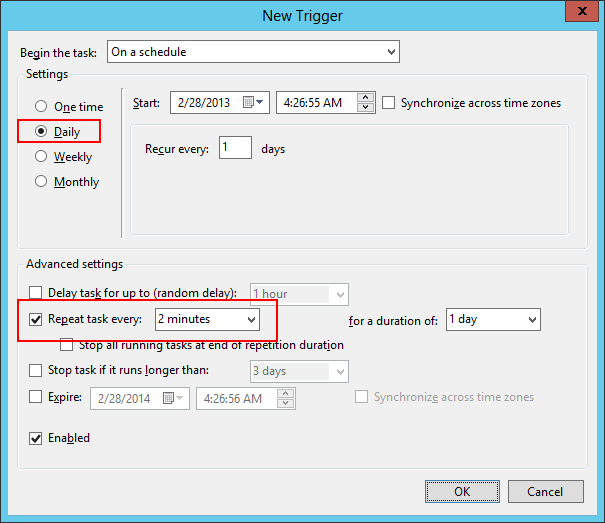 New Trigger
X
Begin the task: On a schedule
Settings
One time
Daily
Weekly
Monthly
Start: 2/28/2013 4:26:55 AM Synchronize across time zones
Recur every: 1 days
Advanced settings
Delay task for up to (random delay): 1 hour
Repeat task every: 2 minutes for a duration of: 1 day
Stop all running tasks at end of repetition duration
Stop task if it runs longer than: 3 days
Expire: 2/28/2014 4:26:56 AM Synchronize across time zones
Enabled
OK Cancel